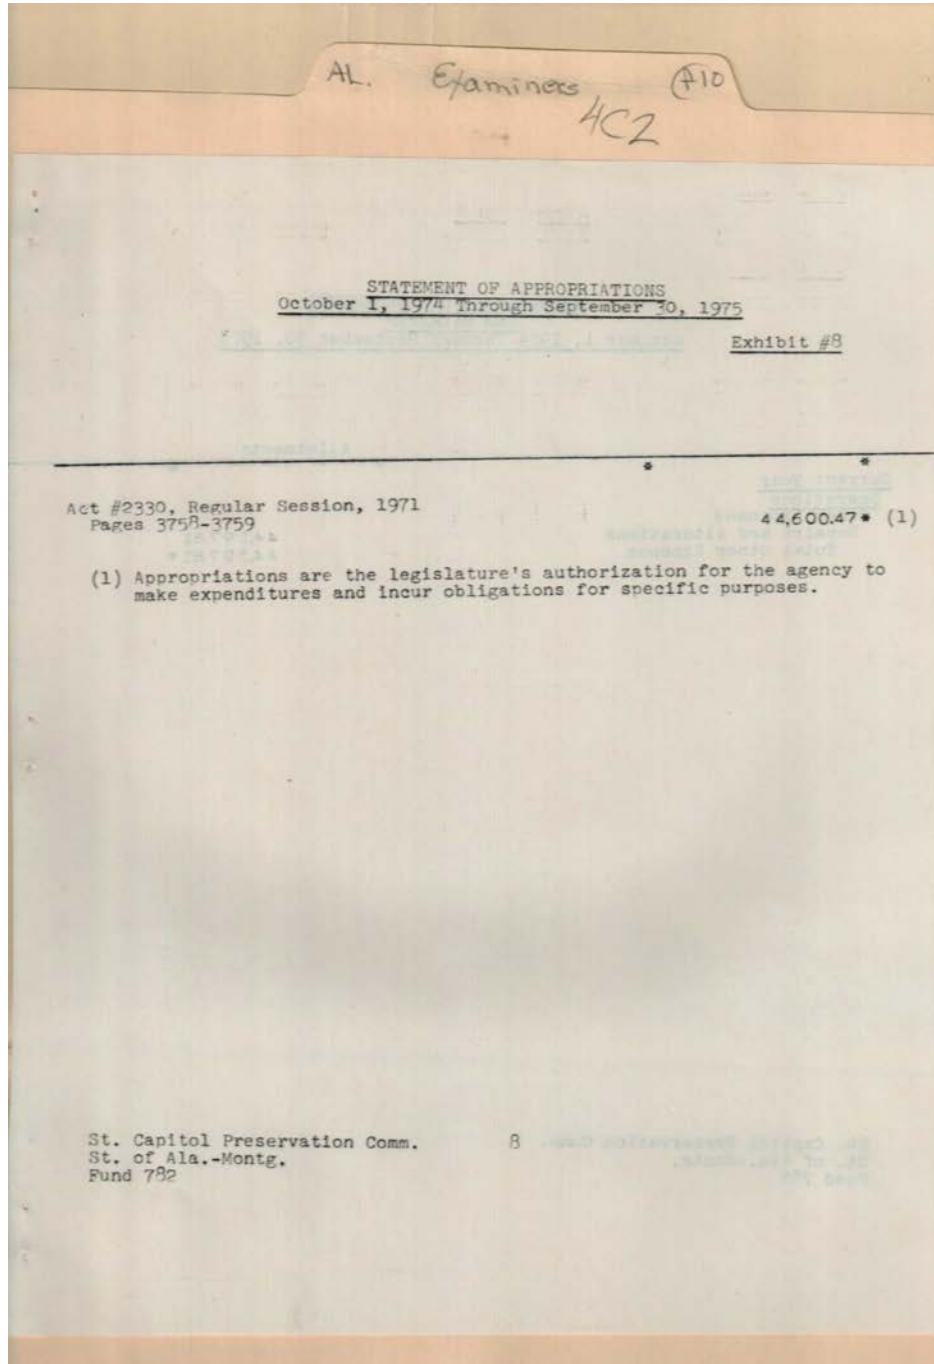 AL. Examiners A10
4C2
STATEMENT OF APPROPRIATIONS
October 1, 1974 Through September 30, 1975
Exhibit #8
* *
Act #2330, Regular Session, 1971
Pages 3758-3759 44,600.47* (1)
(1) Appropriations are the legislature's authorization for the agency to
make expenditures and incur obligations for specific purposes.
St. Capitol Preservation Comm. 8
St. of Ala.-Montg.
Fund 782